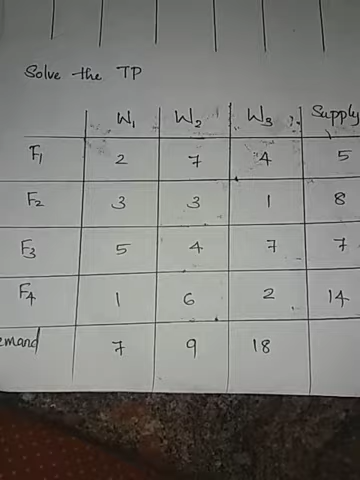 Solve the TP
W₁ W₂ W₃ Supply
F₁ 2 7 4 5
F₂ 3 3 1 8
F₃ 5 4 7 7
F₄ 1 6 2 14
emand 7 9 18